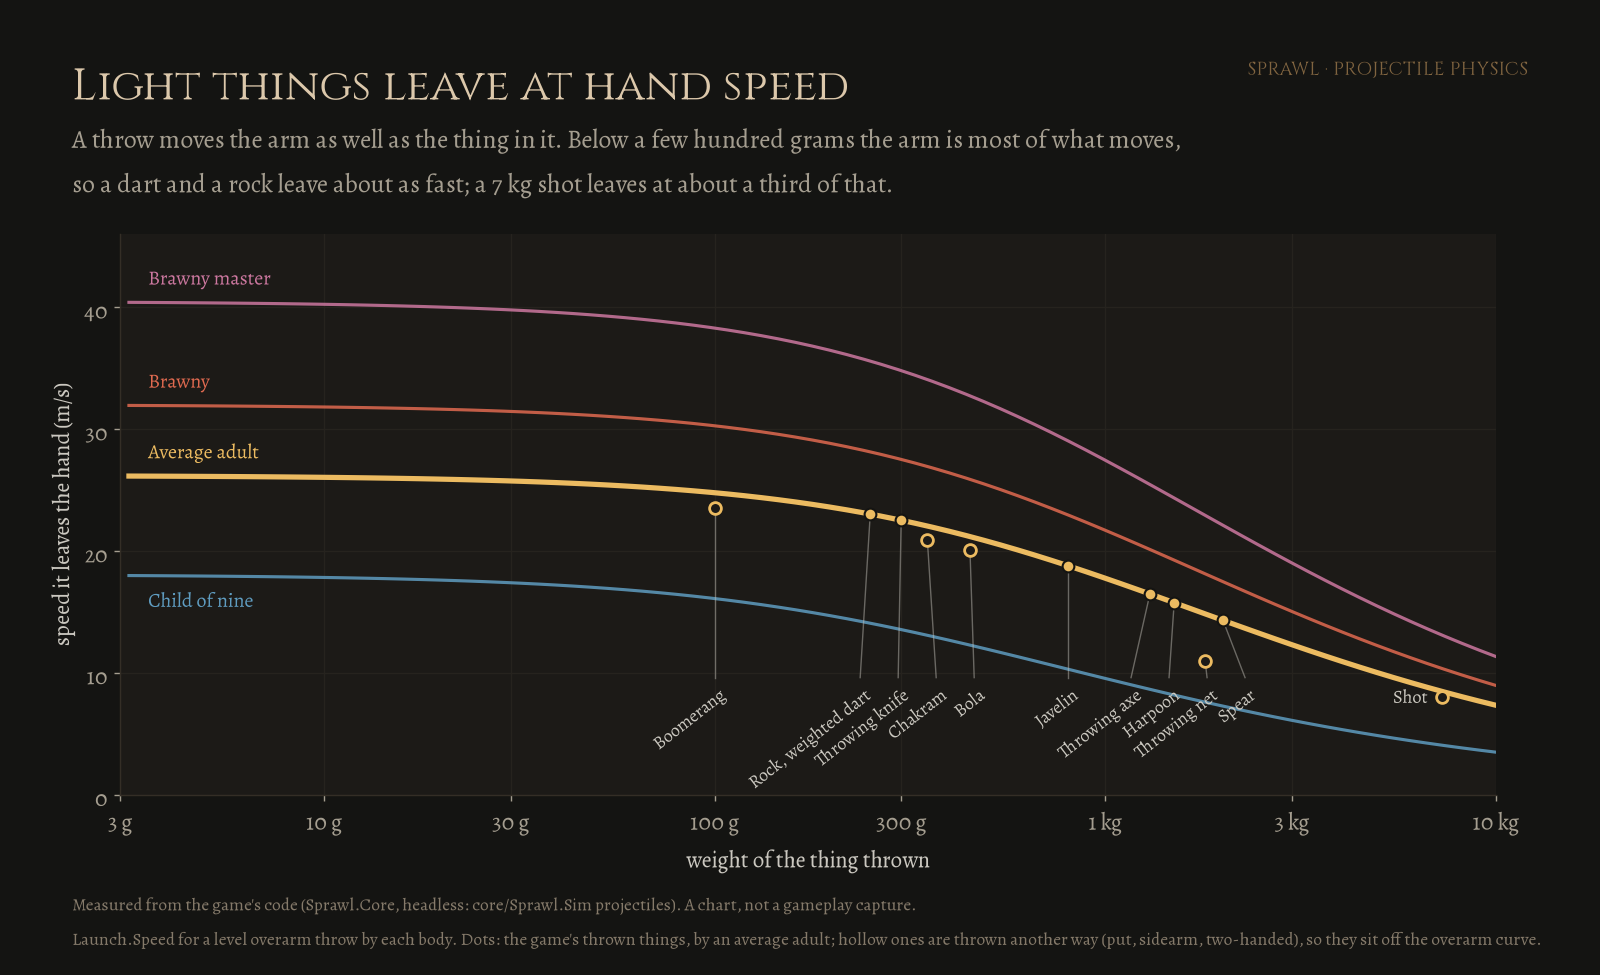 LIGHT THINGS LEAVE AT HAND SPEED
SPRAWL · PROJECTILE PHYSICS
A throw moves the arm as well as the thing in it. Below a few hundred grams the arm is most of what moves,
so a dart and a rock leave about as fast; a 7 kg shot leaves at about a third of that.
speed it leaves the hand (m/s)
40
30
20
10
0
Brawny master
Brawny
Average adult
Child of nine
Boomerang
Rock, weighted dart
Throwing knife
Chakram
Bola
Javelin
Throwing axe
Harpoon
Throwing net
Spear
Shot
3 g
10 g
30 g
100 g
300 g
1 kg
3 kg
10 kg
weight of the thing thrown
Measured from the game's code (Sprawl.Core, headless: core/Sprawl.Sim projectiles). A chart, not a gameplay capture.
Launch.Speed for a level overarm throw by each body. Dots: the game's thrown things, by an average adult; hollow ones are thrown another way (put, sidearm, two-handed), so they sit off the overarm curve.